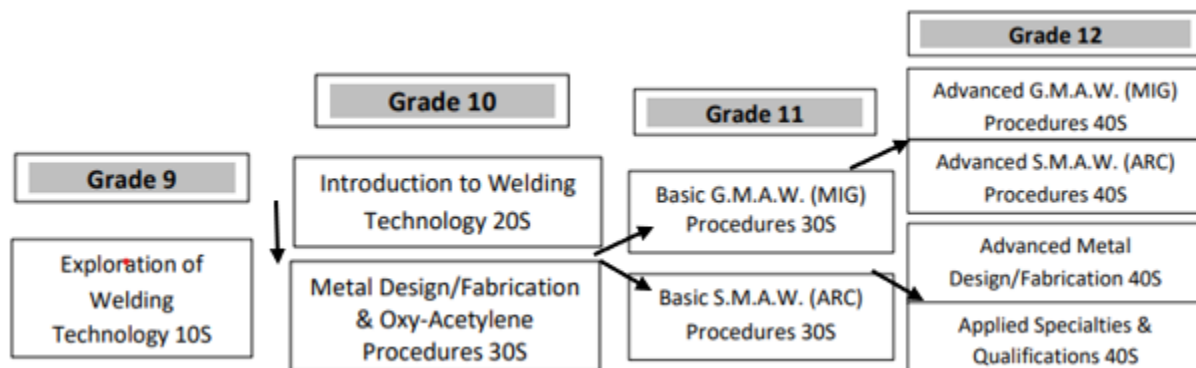 Grade 9
Exploration of
Welding
Technology 10S
Grade 10
Introduction to Welding
Technology 20S
Metal Design/Fabrication
& Oxy-Acetylene
Procedures 30S
Grade 11
Basic G.M.A.W. (MIG)
Procedures 30S
Basic S.M.A.W. (ARC)
Procedures 30S
Grade 12
Advanced G.M.A.W. (MIG)
Procedures 40S
Advanced S.M.A.W. (ARC)
Procedures 40S
Advanced Metal
Design/Fabrication 40S
Applied Specialties &
Qualifications 40S